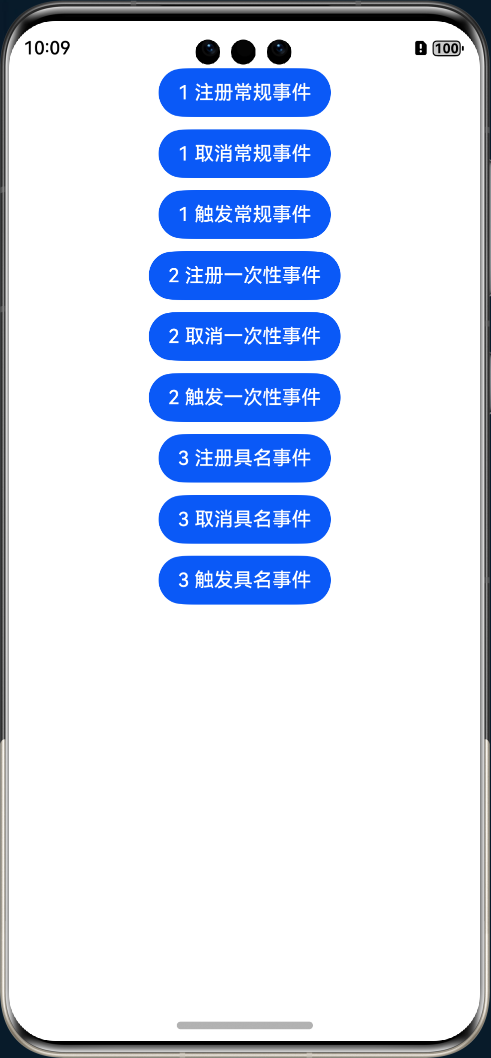 10:09
100
1 注册常规事件
1 取消常规事件
1 触发常规事件
2 注册一次性事件
2 取消一次性事件
2 触发一次性事件
3 注册具名事件
3 取消具名事件
3 触发具名事件